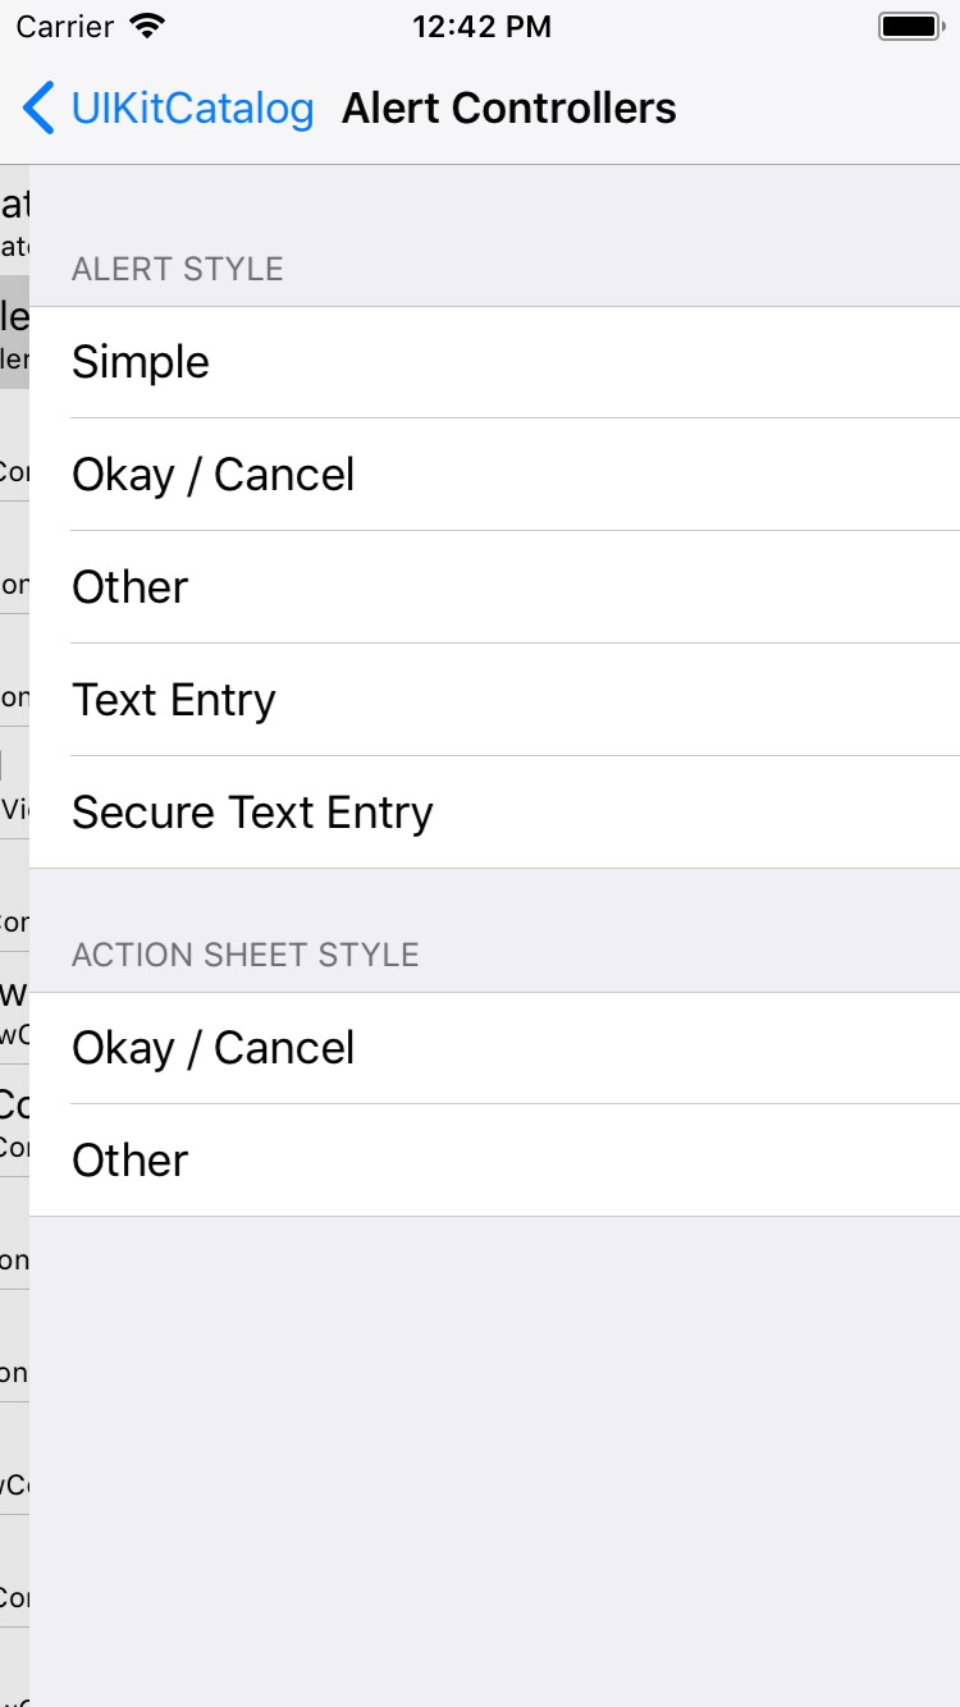 Carrier 12:42 PM
UIKitCatalog Alert Controllers
ALERT STYLE
Simple
Okay / Cancel
Other
Text Entry
Secure Text Entry
ACTION SHEET STYLE
Okay / Cancel
Other